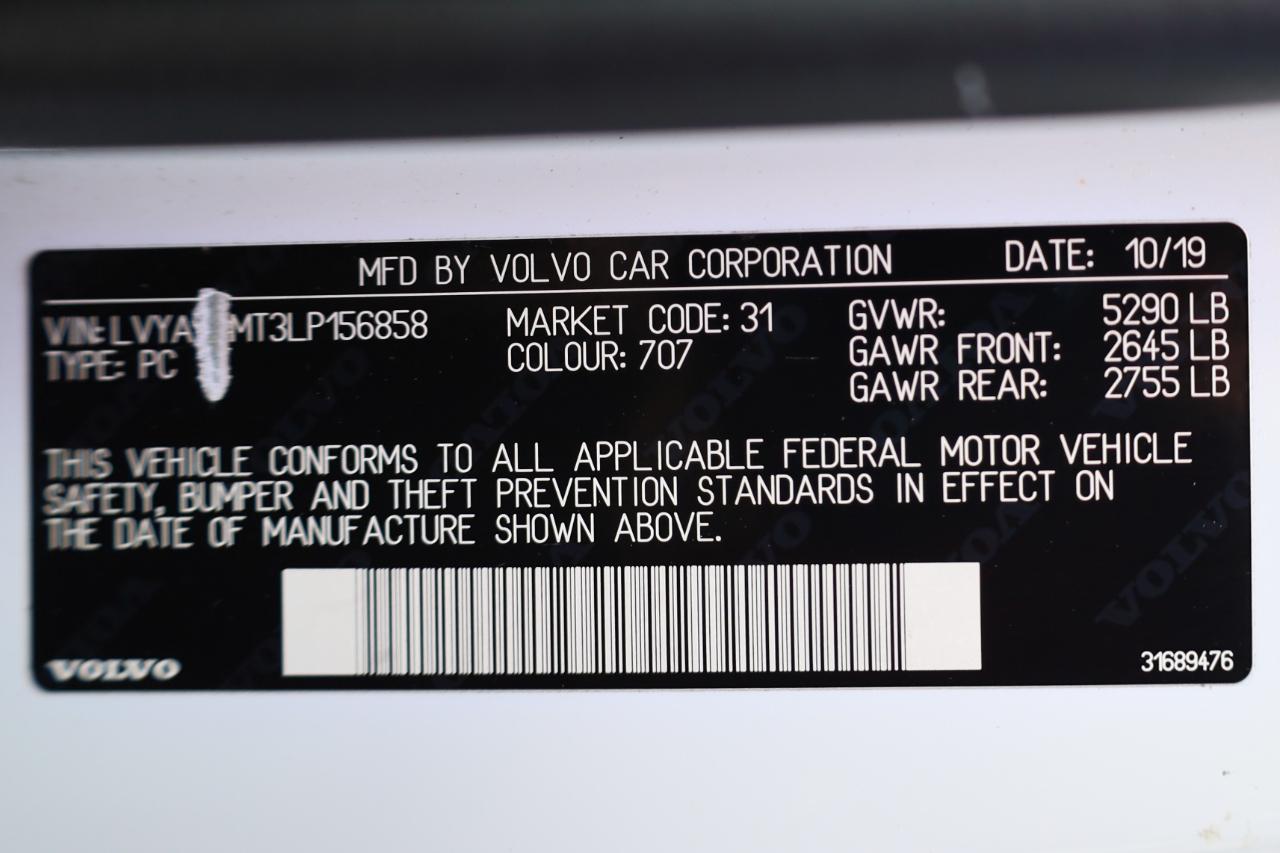 MFD BY VOLVO CAR CORPORATION DATE: 10/19
VIN: MARKET CODE: 31 GVWR: 5290 LB
TYPE: PC COLOUR: 707 GAWR FRONT: 2645 LB
GAWR REAR: 2755 LB
THIS VEHICLE CONFORMS TO ALL APPLICABLE FEDERAL MOTOR VEHICLE
SAFETY, BUMPER AND THEFT PREVENTION STANDARDS IN EFFECT ON
THE DATE OF MANUFACTURE SHOWN ABOVE.
VOLVO 31689476